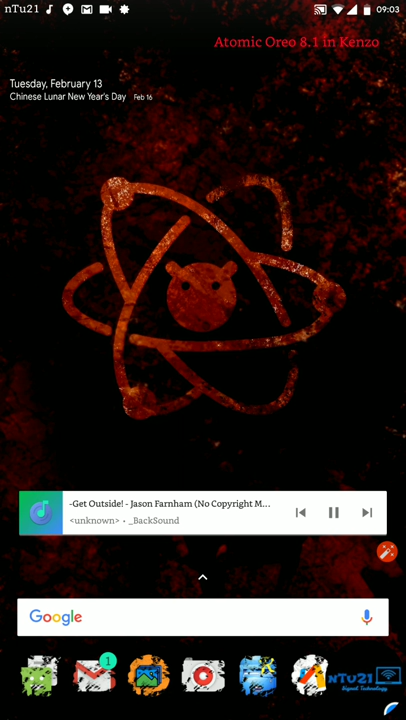 nTu21
09:03
Atomic Oreo 8.1 in Kenzo
Tuesday, February 13
Chinese Lunar New Year's Day Feb 16
-Get Outside! - Jason Farnham (No Copyright M...
<unknown> • _BackSound
Google
1
nTu21
Signal Technology